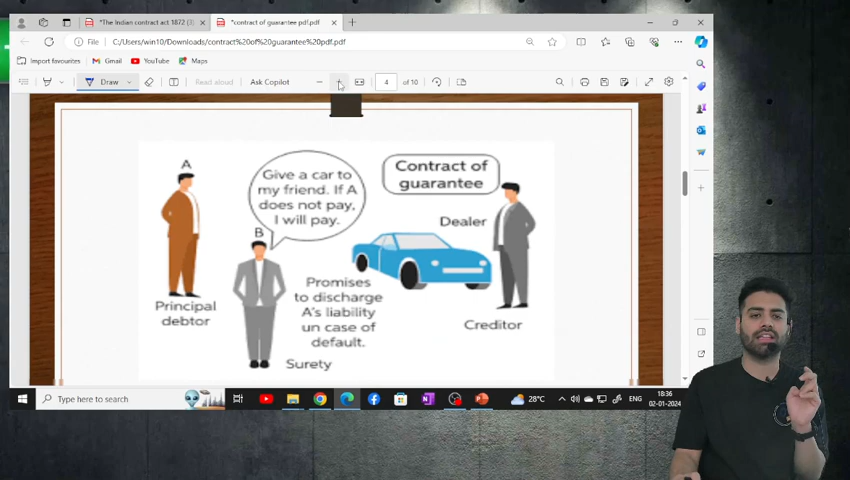 *The Indian contract act 1872 (3)
*contract of guarantee pdf.pdf
File
C:/Users/win10/Downloads/contract%20of%20guarantee%20pdf.pdf
Import favourites
Gmail
YouTube
Maps
Draw
Read aloud
Ask Copilot
4
of 10
A
Give a car to
my friend. If A
does not pay,
I will pay.
B
Contract of
guarantee
Dealer
Promises
to discharge
A's liability
un case of
default.
Principal
debtor
Creditor
Surety
Type here to search
28°C
ENG
18:36
02-01-2024